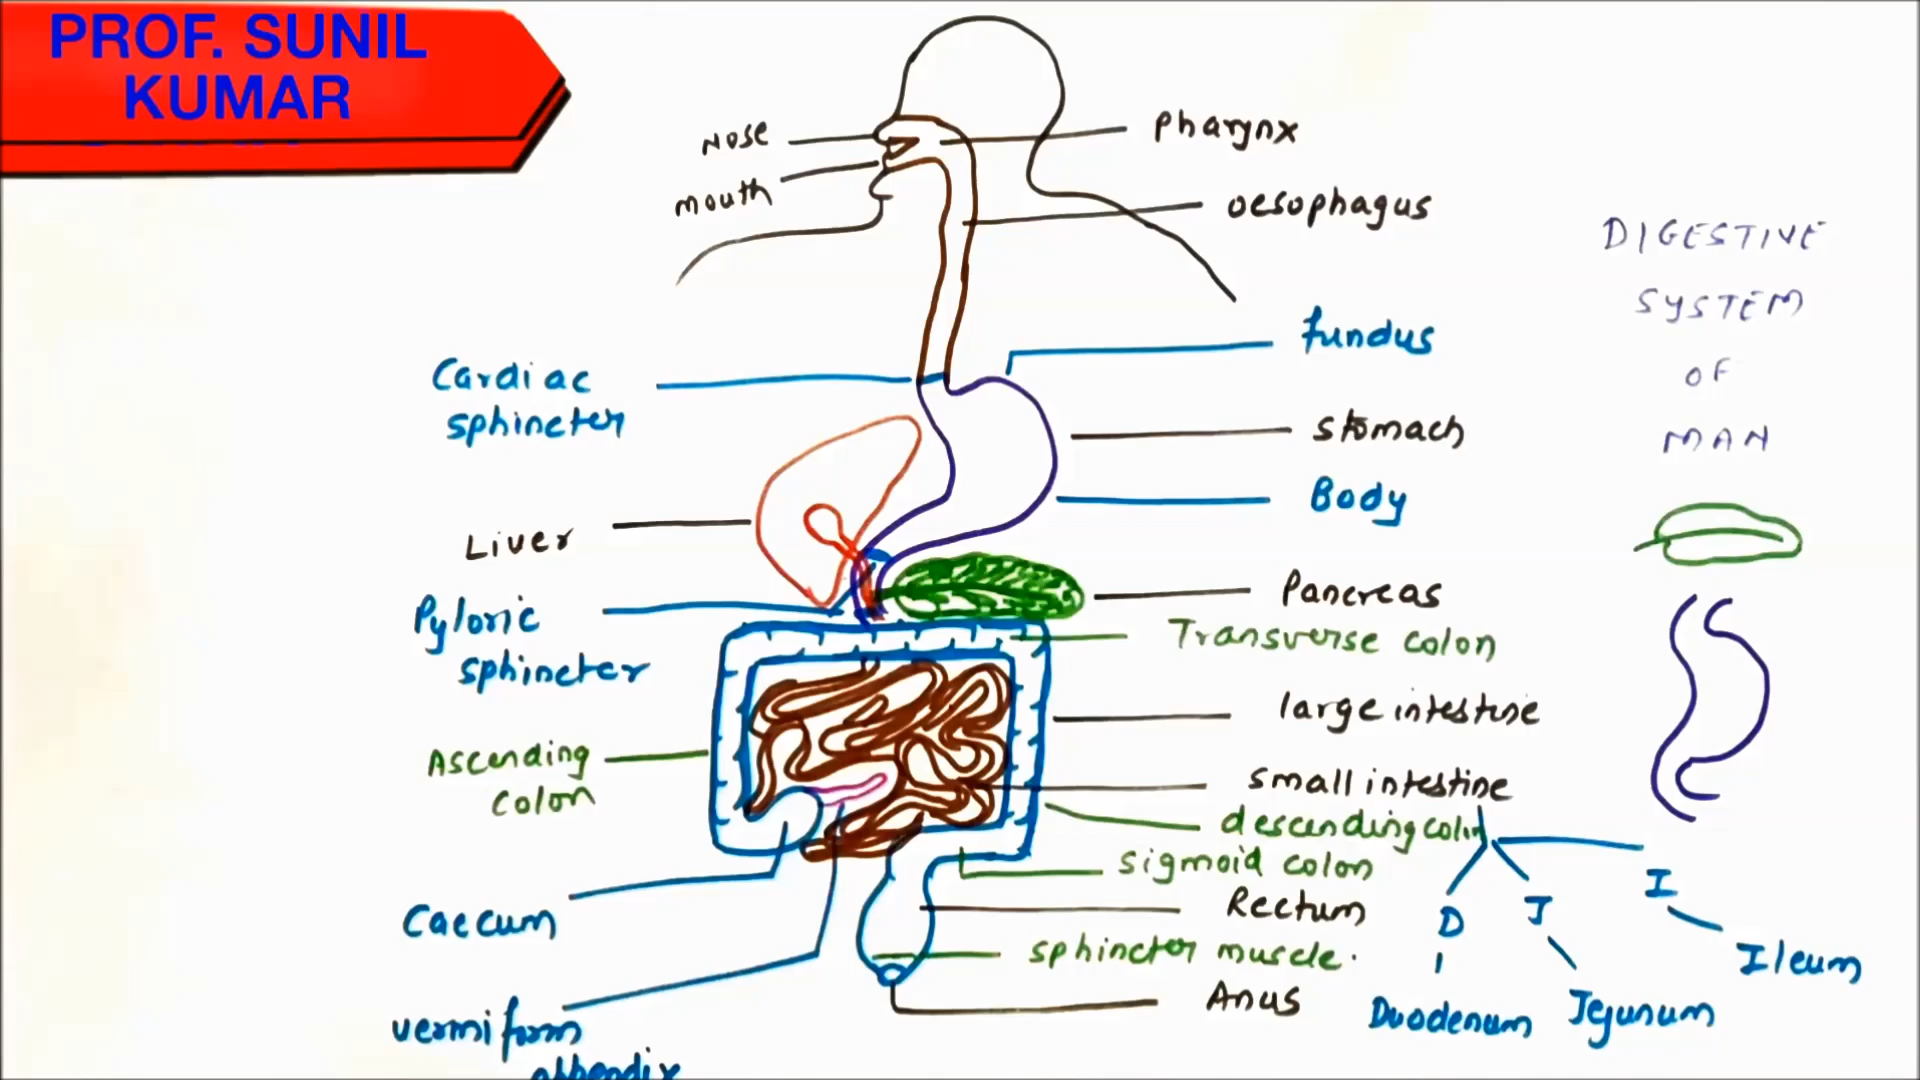 PROF. SUNIL
KUMAR
Nose
mouth
pharynx
oesophagus
DIGESTIVE
SYSTEM
OF
MAN
fundus
Cardiac
sphincter
stomach
Body
Liver
Pancreas
Pyloric
sphincter
Transverse colon
large intestine
Ascending
colon
small intestine
descending colon
sigmoid colon
Rectum
Caecum
sphincter muscle.
Anus
D
J
I
Duodenum
Jejunum
Ileum
vermiform
appendix